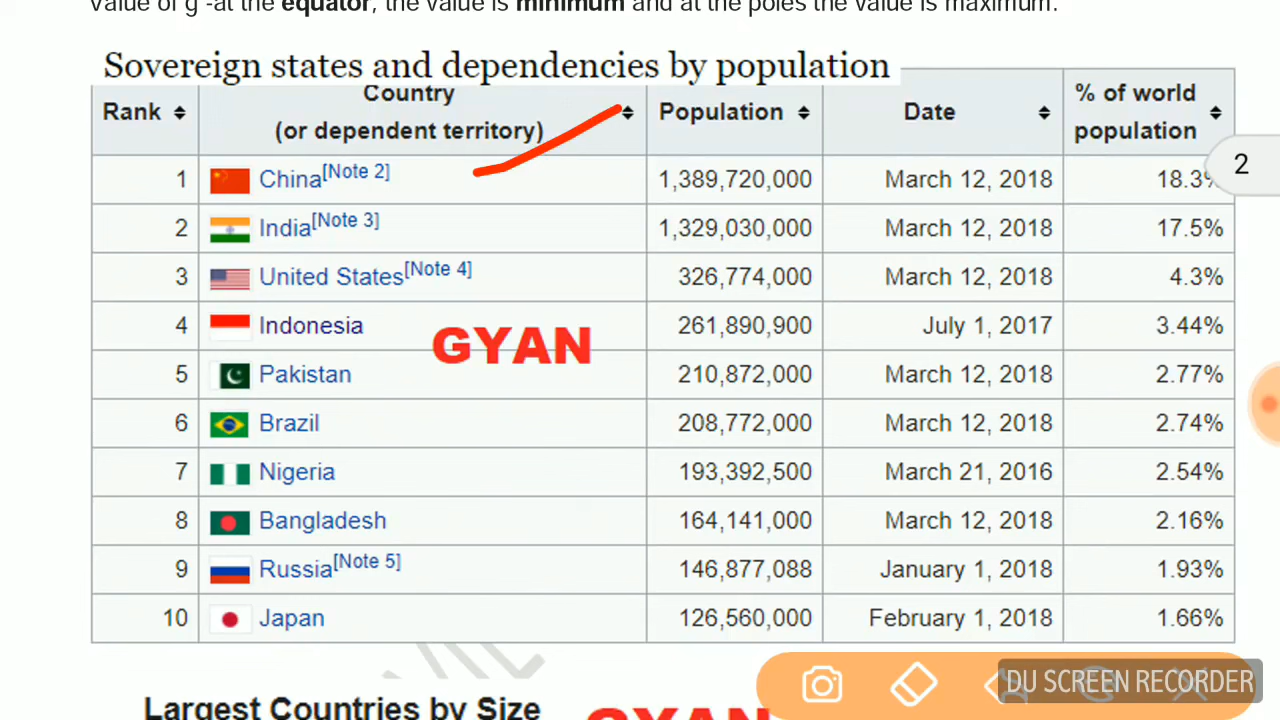 Value of g -at the equator, the value is minimum and at the poles the value is maximum.
Sovereign states and dependencies by population
Rank Country (or dependent territory) Population Date % of world population
1 China[Note 2] 1,389,720,000 March 12, 2018 18.3%
2 India[Note 3] 1,329,030,000 March 12, 2018 17.5%
3 United States[Note 4] 326,774,000 March 12, 2018 4.3%
4 Indonesia 261,890,900 July 1, 2017 3.44%
GYAN
5 Pakistan 210,872,000 March 12, 2018 2.77%
6 Brazil 208,772,000 March 12, 2018 2.74%
7 Nigeria 193,392,500 March 21, 2016 2.54%
8 Bangladesh 164,141,000 March 12, 2018 2.16%
9 Russia[Note 5] 146,877,088 January 1, 2018 1.93%
10 Japan 126,560,000 February 1, 2018 1.66%
2
DU SCREEN RECORDER
Largest Countries by Size
GYAN